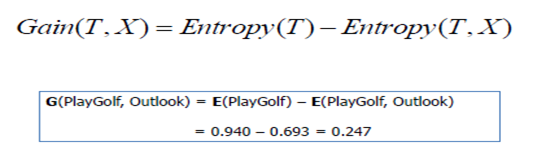 Gain(T, X) = Entropy(T) − Entropy(T, X)
G(PlayGolf, Outlook) = E(PlayGolf) – E(PlayGolf, Outlook)
= 0.940 – 0.693 = 0.247